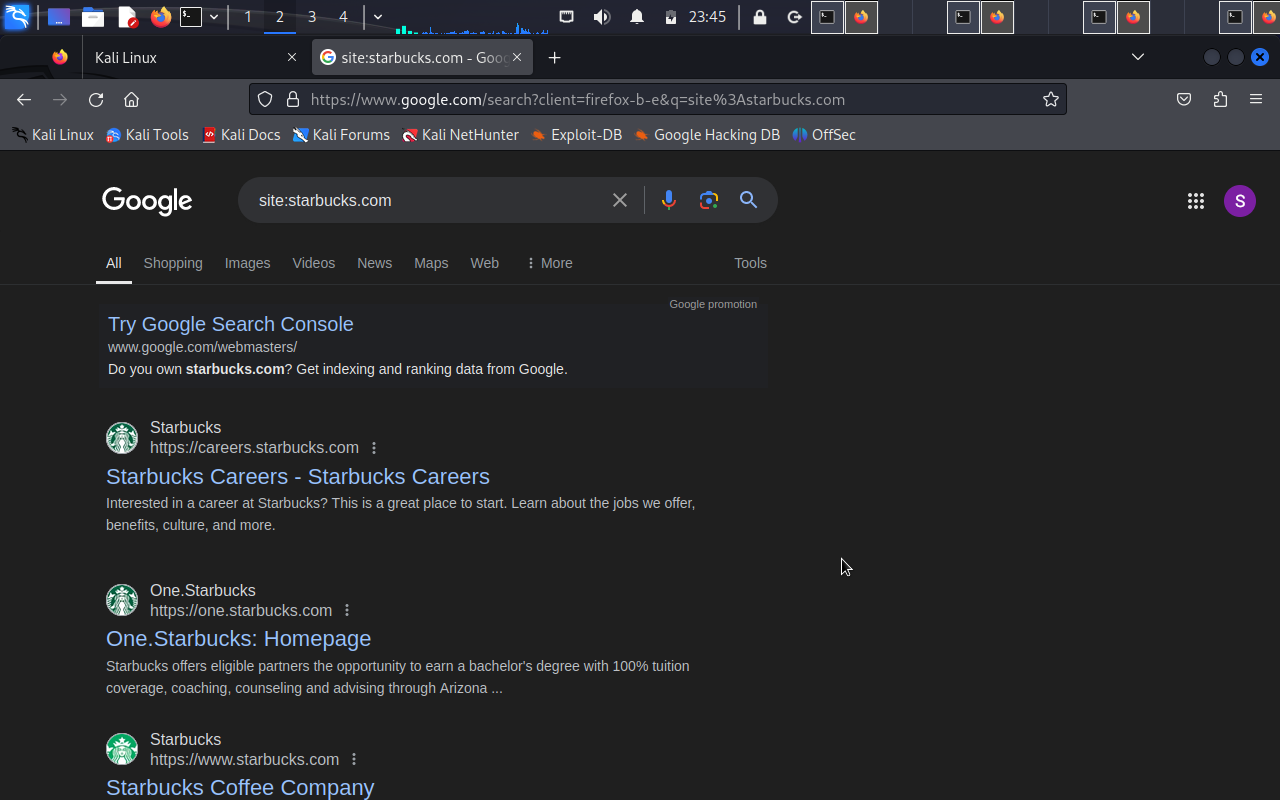 1 2 3 4 23:45
Kali Linux
site:starbucks.com - Goo
https://www.google.com/search?client=firefox-b-e&q=site%3Astarbucks.com
Kali Linux Kali Tools Kali Docs Kali Forums Kali NetHunter Exploit-DB Google Hacking DB OffSec
Google site:starbucks.com S
All Shopping Images Videos News Maps Web More Tools
Google promotion
Try Google Search Console
www.google.com/webmasters/
Do you own starbucks.com? Get indexing and ranking data from Google.
Starbucks
https://careers.starbucks.com
Starbucks Careers - Starbucks Careers
Interested in a career at Starbucks? This is a great place to start. Learn about the jobs we offer,
benefits, culture, and more.
One.Starbucks
https://one.starbucks.com
One.Starbucks: Homepage
Starbucks offers eligible partners the opportunity to earn a bachelor's degree with 100% tuition
coverage, coaching, counseling and advising through Arizona ...
Starbucks
https://www.starbucks.com
Starbucks Coffee Company